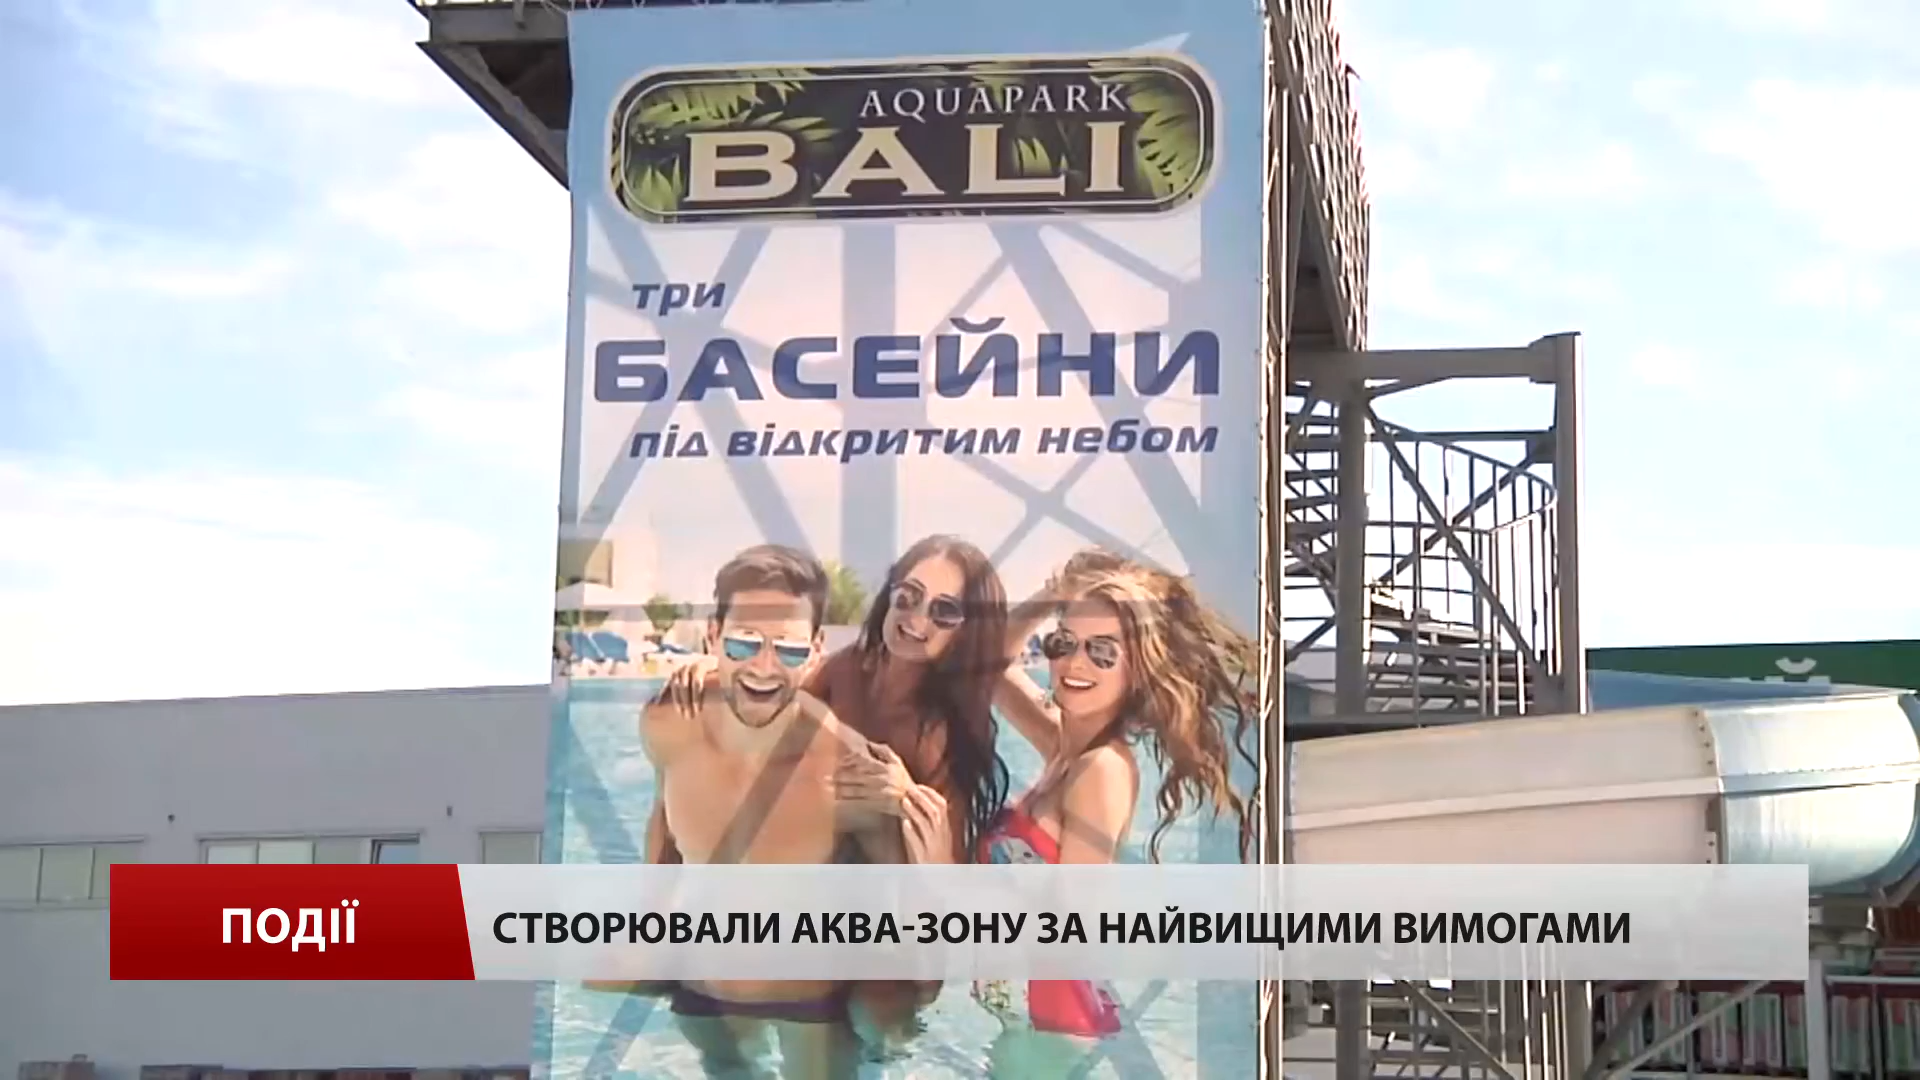 AQUAPARK
BALI
три
БАСЕЙНИ
під відкритим небом
Й
ПОДІЇ
СТВОРЮВАЛИ АКВА-ЗОНУ ЗА НАЙВИЩИМИ ВИМОГАМИ